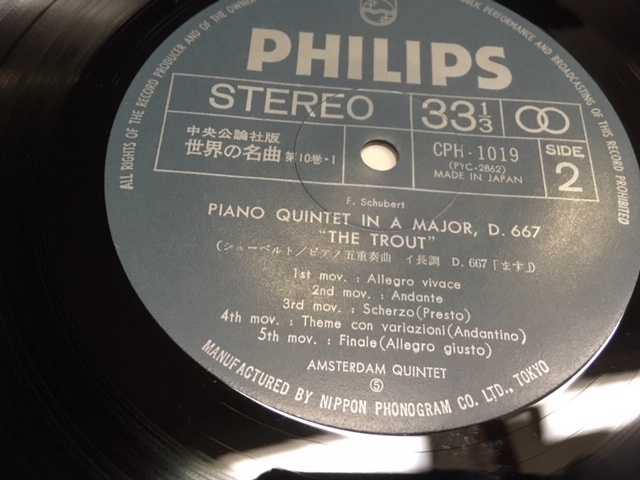 ALL RIGHTS OF THE RECORD PRODUCER AND OF THE OWNER
PUBLIC PERFORMANCE AND BROADCASTING OF THIS RECORD PROHIBITED
PHILIPS
STEREO 33 1/3
中央公論社版
世界の名曲 第10巻-1
CPH-1019
(PYC-2862)
MADE IN JAPAN
SIDE
2
F. Schubert
PIANO QUINTET IN A MAJOR, D. 667
"THE TROUT"
(シューベルト/ピアノ五重奏曲 イ長調 D. 667「ます」)
1st mov. : Allegro vivace
2nd mov. : Andante
3rd mov. : Scherzo(Presto)
4th mov. : Theme con variazioni(Andantino)
5th mov. : Finale(Allegro giusto)
AMSTERDAM QUINTET
⑤
MANUFACTURED BY NIPPON PHONOGRAM CO. LTD., TOKYO